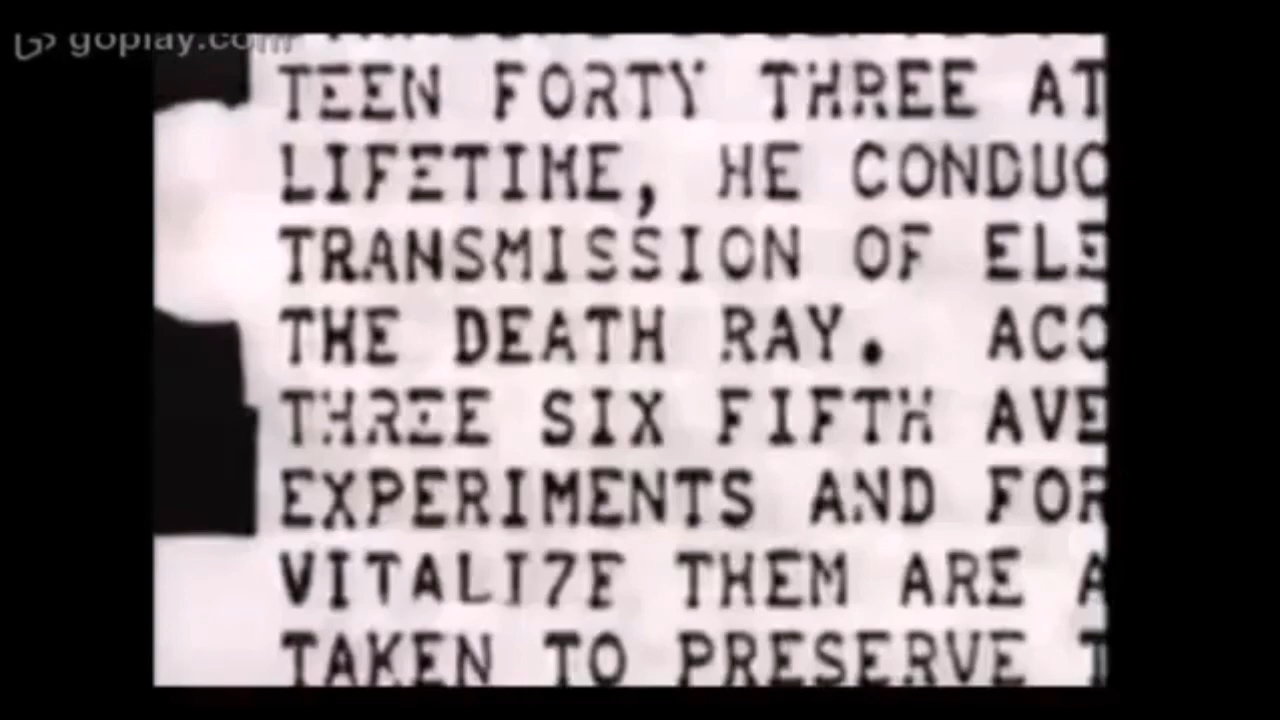 goplay.com
TEEN FORTY THREE AT
LIFETIME, HE CONDUC
TRANSMISSION OF ELE
THE DEATH RAY. ACC
THREE SIX FIFTH AVE
EXPERIMENTS AND FOR
VITALIZE THEM ARE A
TAKEN TO PRESERVE T